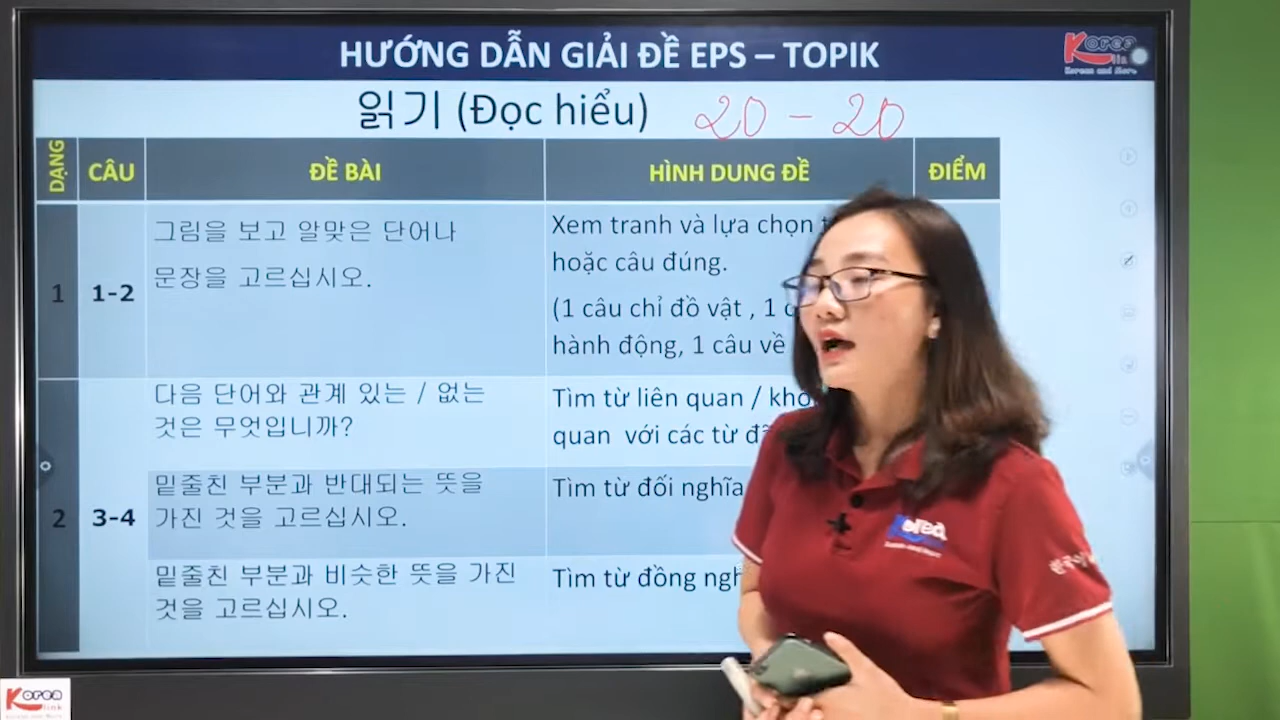 HƯỚNG DẪN GIẢI ĐỀ EPS – TOPIK
Korea
link
Korean and More
읽기 (Đọc hiểu) 20 – 20
DẠNG
CÂU
ĐỀ BÀI
HÌNH DUNG ĐỀ
ĐIỂM
1
1-2
그림을 보고 알맞은 단어나
문장을 고르십시오.
Xem tranh và lựa chọn
hoặc câu đúng.
(1 câu chỉ đồ vật , 1
hành động, 1 câu về
2
3-4
다음 단어와 관계 있는 / 없는
것은 무엇입니까?
Tìm từ liên quan /
quan với các từ
밑줄친 부분과 반대되는 뜻을
가진 것을 고르십시오.
Tìm từ đối nghĩa
밑줄친 부분과 비슷한 뜻을 가진
것을 고르십시오.
Tìm từ đồng
Korea
link